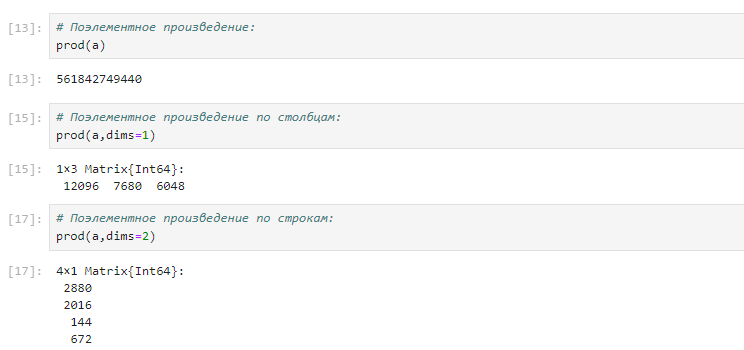 [13]: # Поэлементное произведение:
prod(a)
[13]: 561842749440
[15]: # Поэлементное произведение по столбцам:
prod(a,dims=1)
[15]: 1×3 Matrix{Int64}:
12096 7680 6048
[17]: # Поэлементное произведение по строкам:
prod(a,dims=2)
[17]: 4×1 Matrix{Int64}:
2880
2016
144
672